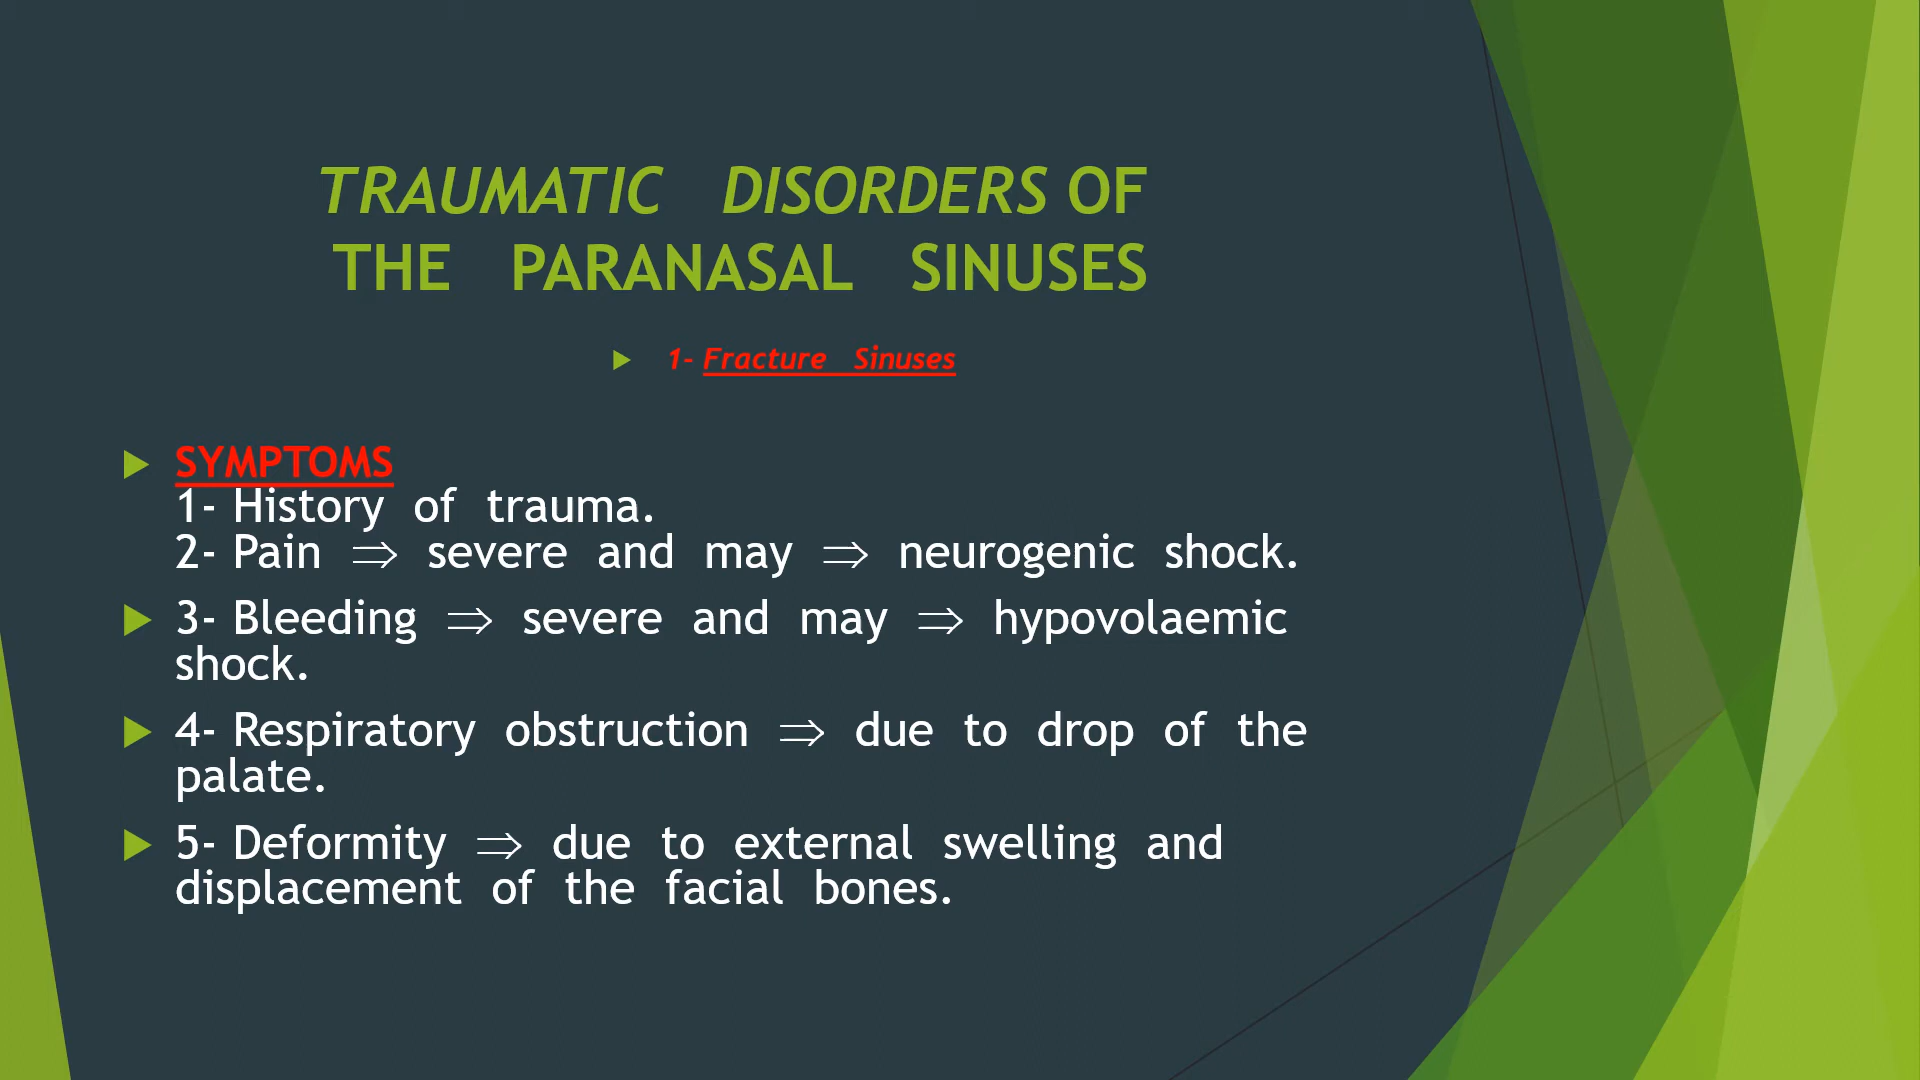 TRAUMATIC DISORDERS OF
THE PARANASAL SINUSES
1- Fracture Sinuses
SYMPTOMS
1- History of trauma.
2- Pain ⇒ severe and may ⇒ neurogenic shock.
3- Bleeding ⇒ severe and may ⇒ hypovolaemic
shock.
4- Respiratory obstruction ⇒ due to drop of the
palate.
5- Deformity ⇒ due to external swelling and
displacement of the facial bones.